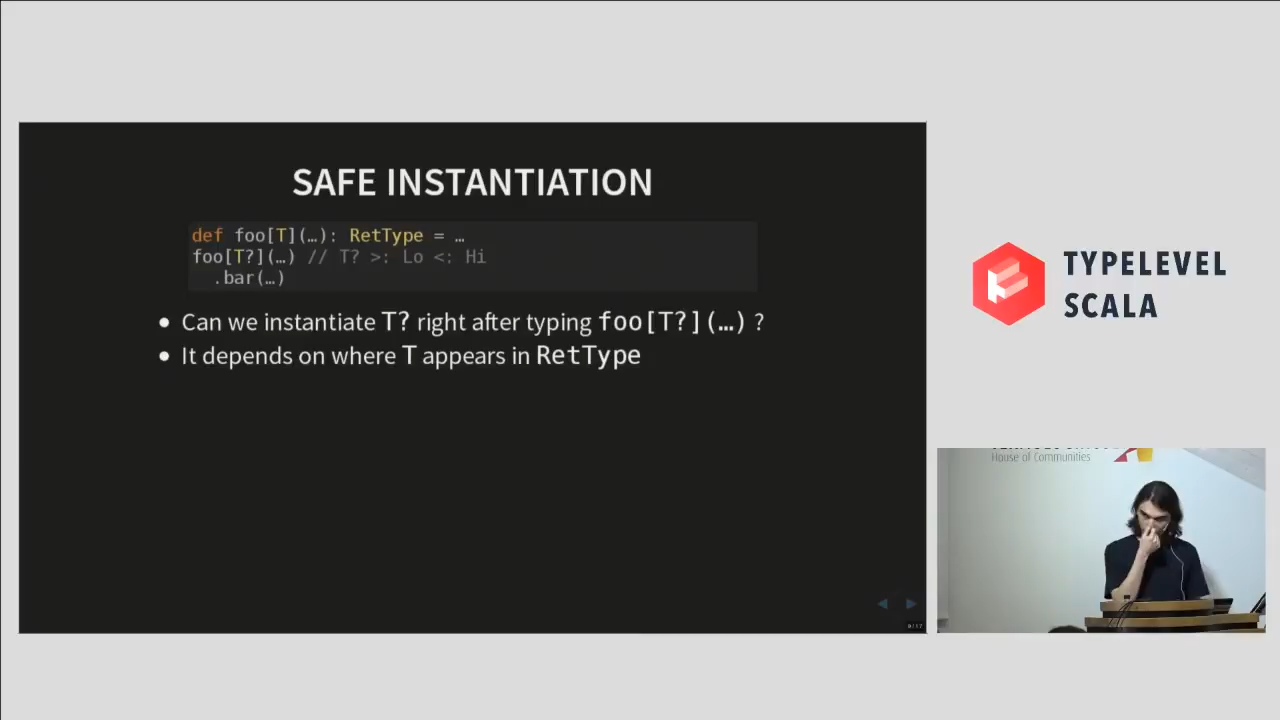 SAFE INSTANTIATION
def foo[T](…): RetType = …
foo[T?](…) // T? >: Lo <: Hi
.bar(…)
• Can we instantiate T? right after typing foo[T?](…) ?
• It depends on where T appears in RetType
TYPELEVEL
SCALA
House of Communities